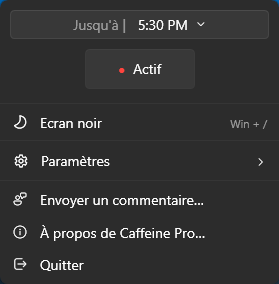 Jusqu'à | 5:30 PM
Actif
Ecran noir Win + /
Paramètres
Envoyer un commentaire...
À propos de Caffeine Pro...
Quitter